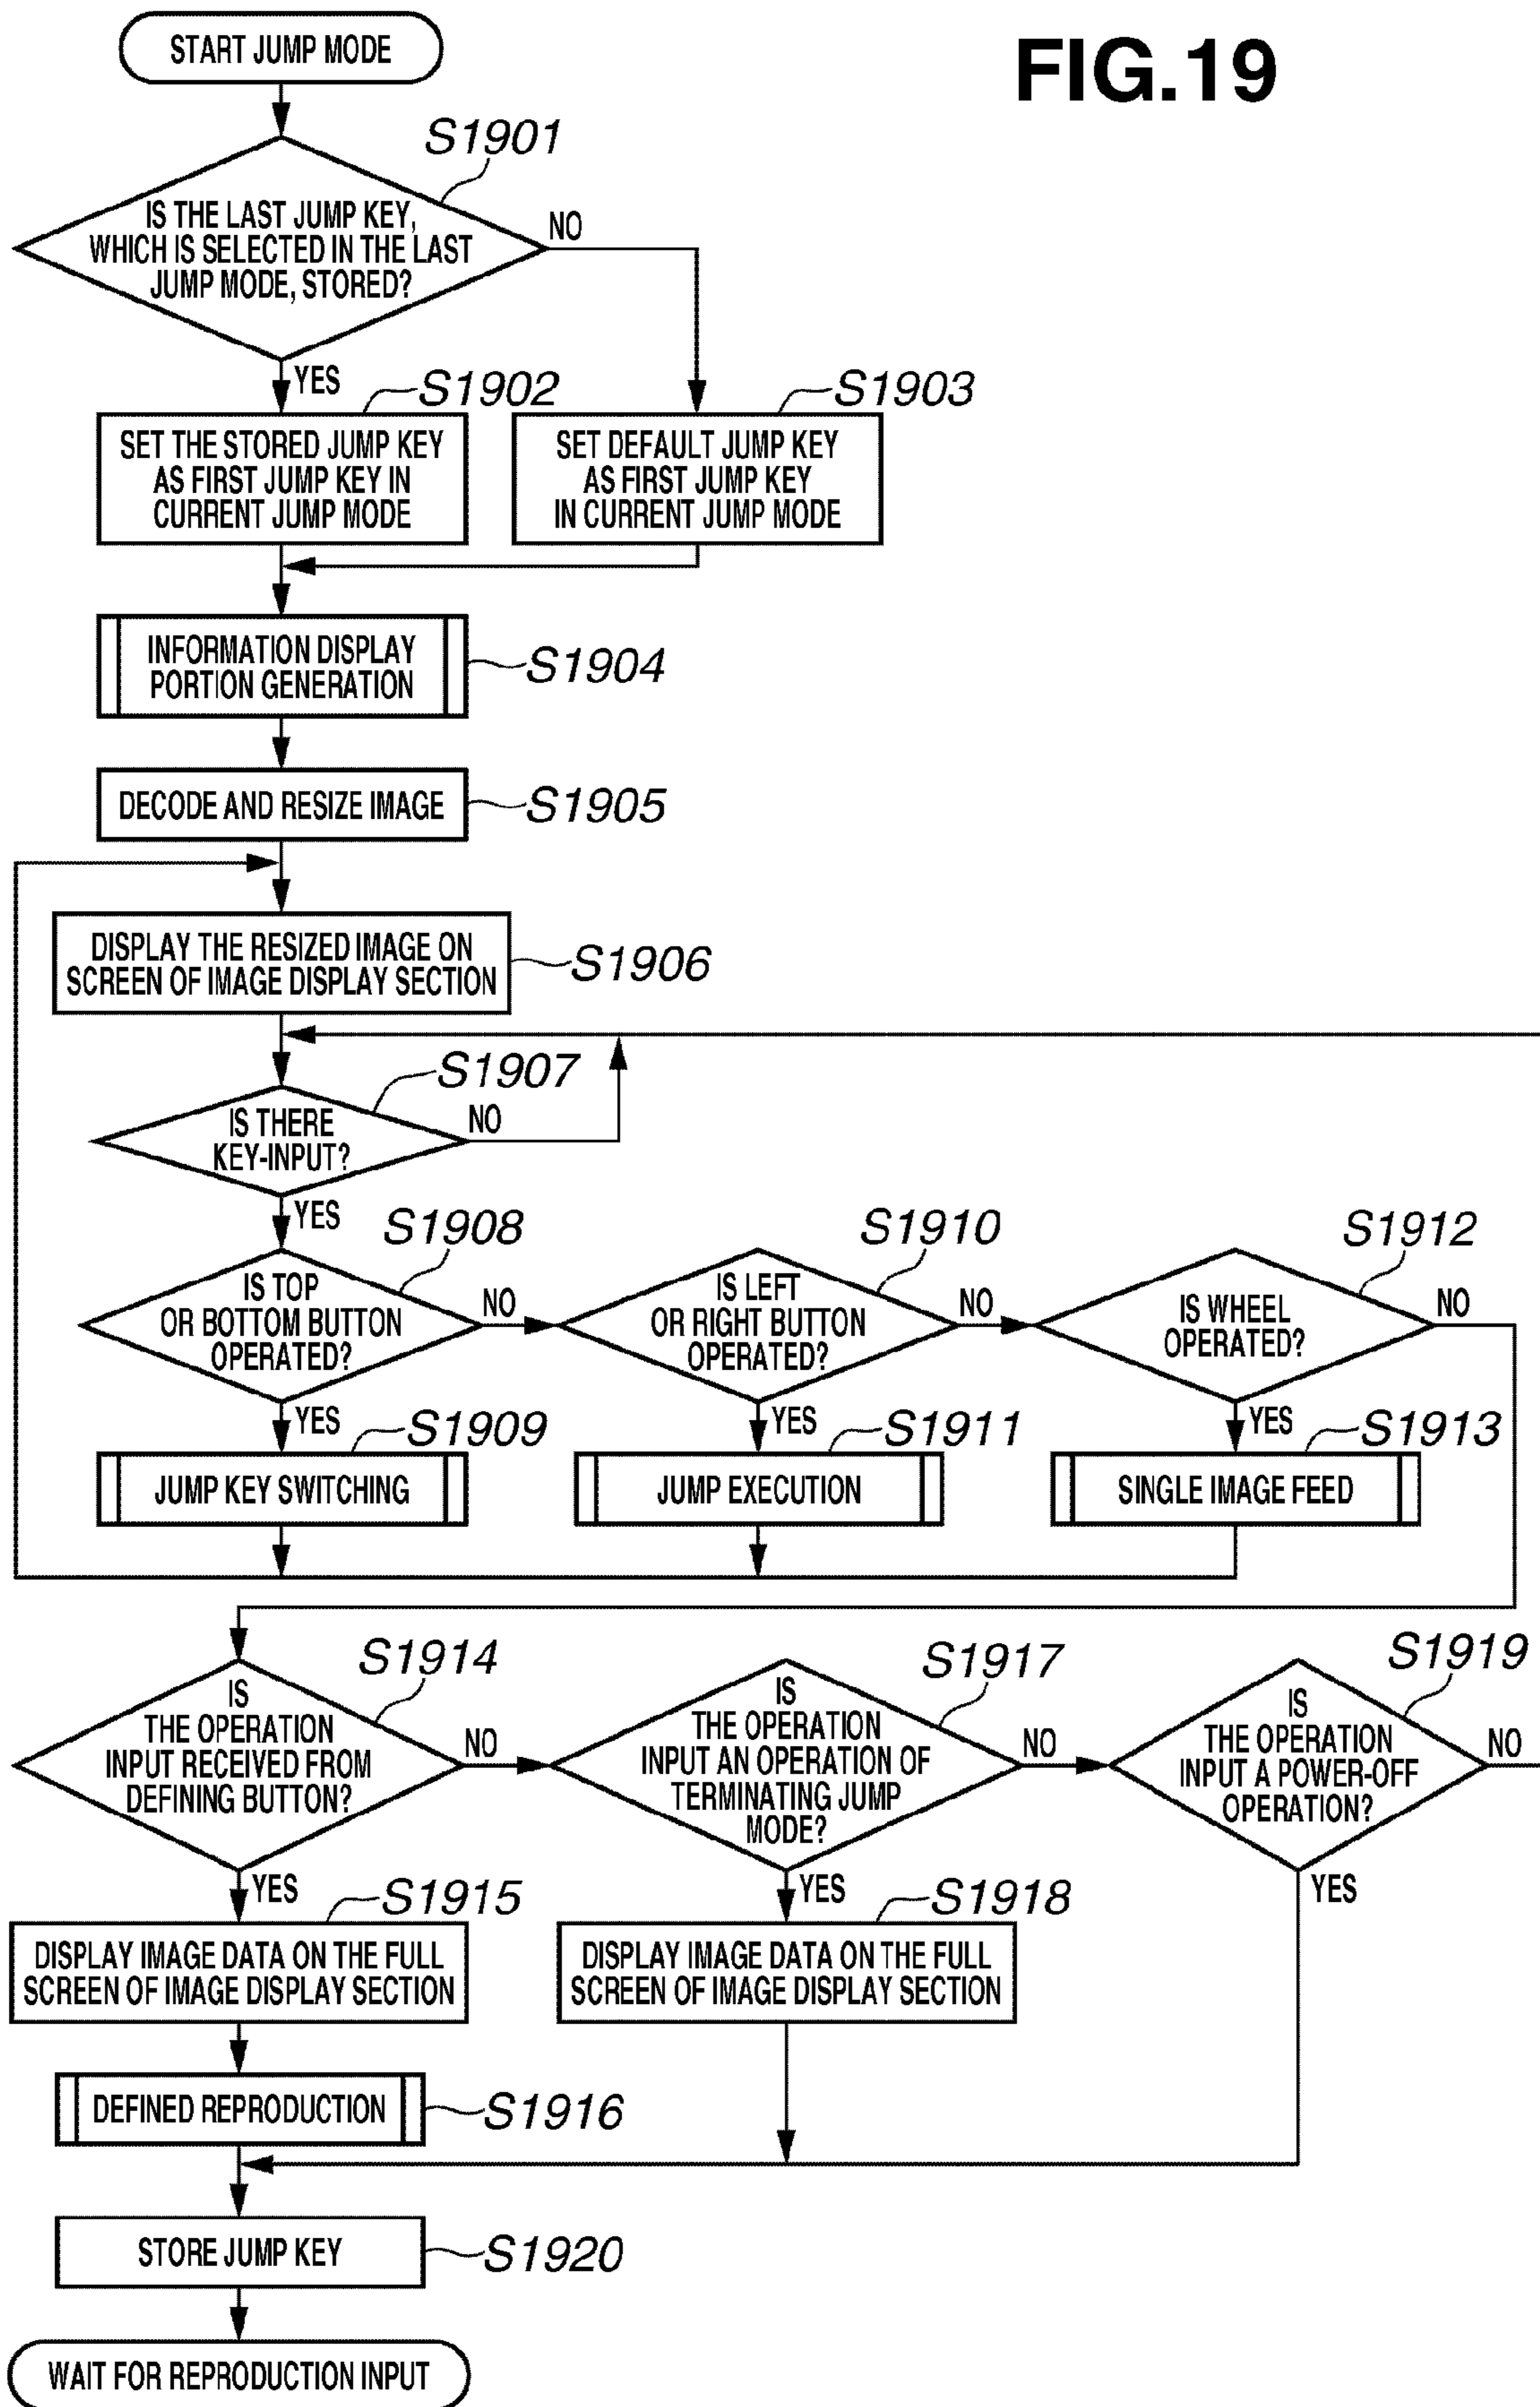 START JUMP MODE
FIG.19
S1901
IS THE LAST JUMP KEY,
WHICH IS SELECTED IN THE LAST
JUMP MODE, STORED?
NO
YES
S1902
S1903
SET THE STORED JUMP KEY
AS FIRST JUMP KEY IN
CURRENT JUMP MODE
SET DEFAULT JUMP KEY
AS FIRST JUMP KEY
IN CURRENT JUMP MODE
INFORMATION DISPLAY
PORTION GENERATION
S1904
DECODE AND RESIZE IMAGE
S1905
DISPLAY THE RESIZED IMAGE ON
SCREEN OF IMAGE DISPLAY SECTION
S1906
S1907
IS THERE
KEY-INPUT?
NO
YES
S1908
IS TOP
OR BOTTOM BUTTON
OPERATED?
NO
S1910
IS LEFT
OR RIGHT BUTTON
OPERATED?
NO
S1912
IS WHEEL
OPERATED?
NO
YES
S1909
YES
S1911
YES
S1913
JUMP KEY SWITCHING
JUMP EXECUTION
SINGLE IMAGE FEED
S1914
IS
THE OPERATION
INPUT RECEIVED FROM
DEFINING BUTTON?
NO
S1917
IS
THE OPERATION
INPUT AN OPERATION OF
TERMINATING JUMP
MODE?
NO
S1919
IS
THE OPERATION
INPUT A POWER-OFF
OPERATION?
NO
YES
S1915
YES
S1918
YES
DISPLAY IMAGE DATA ON THE FULL
SCREEN OF IMAGE DISPLAY SECTION
DISPLAY IMAGE DATA ON THE FULL
SCREEN OF IMAGE DISPLAY SECTION
DEFINED REPRODUCTION
S1916
STORE JUMP KEY
S1920
WAIT FOR REPRODUCTION INPUT